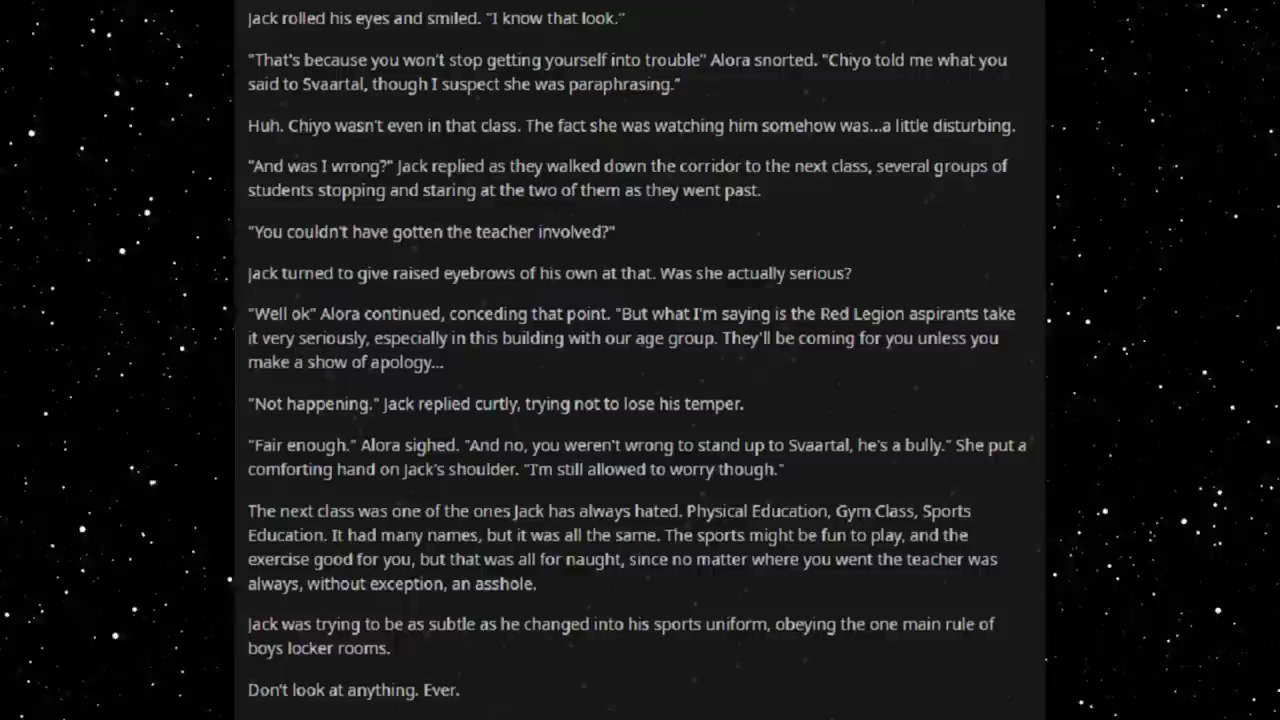 Jack rolled his eyes and smiled. "I know that look."
"That's because you won't stop getting yourself into trouble" Alora snorted. "Chiyo told me what you
said to Svaartal, though I suspect she was paraphrasing."
Huh. Chiyo wasn't even in that class. The fact she was watching him somehow was...a little disturbing.
"And was I wrong?" Jack replied as they walked down the corridor to the next class, several groups of
students stopping and staring at the two of them as they went past.
"You couldn't have gotten the teacher involved?"
Jack turned to give raised eyebrows of his own at that. Was she actually serious?
"Well ok" Alora continued, conceding that point. "But what I'm saying is the Red Legion aspirants take
it very seriously, especially in this building with our age group. They'll be coming for you unless you
make a show of apology...
"Not happening." Jack replied curtly, trying not to lose his temper.
"Fair enough." Alora sighed. "And no, you weren't wrong to stand up to Svaartal, he's a bully." She put a
comforting hand on Jack's shoulder. "I'm still allowed to worry though."
The next class was one of the ones Jack has always hated. Physical Education, Gym Class, Sports
Education. It had many names, but it was all the same. The sports might be fun to play, and the
exercise good for you, but that was all for naught, since no matter where you went the teacher was
always, without exception, an asshole.
Jack was trying to be as subtle as he changed into his sports uniform, obeying the one main rule of
boys locker rooms.
Don't look at anything. Ever.